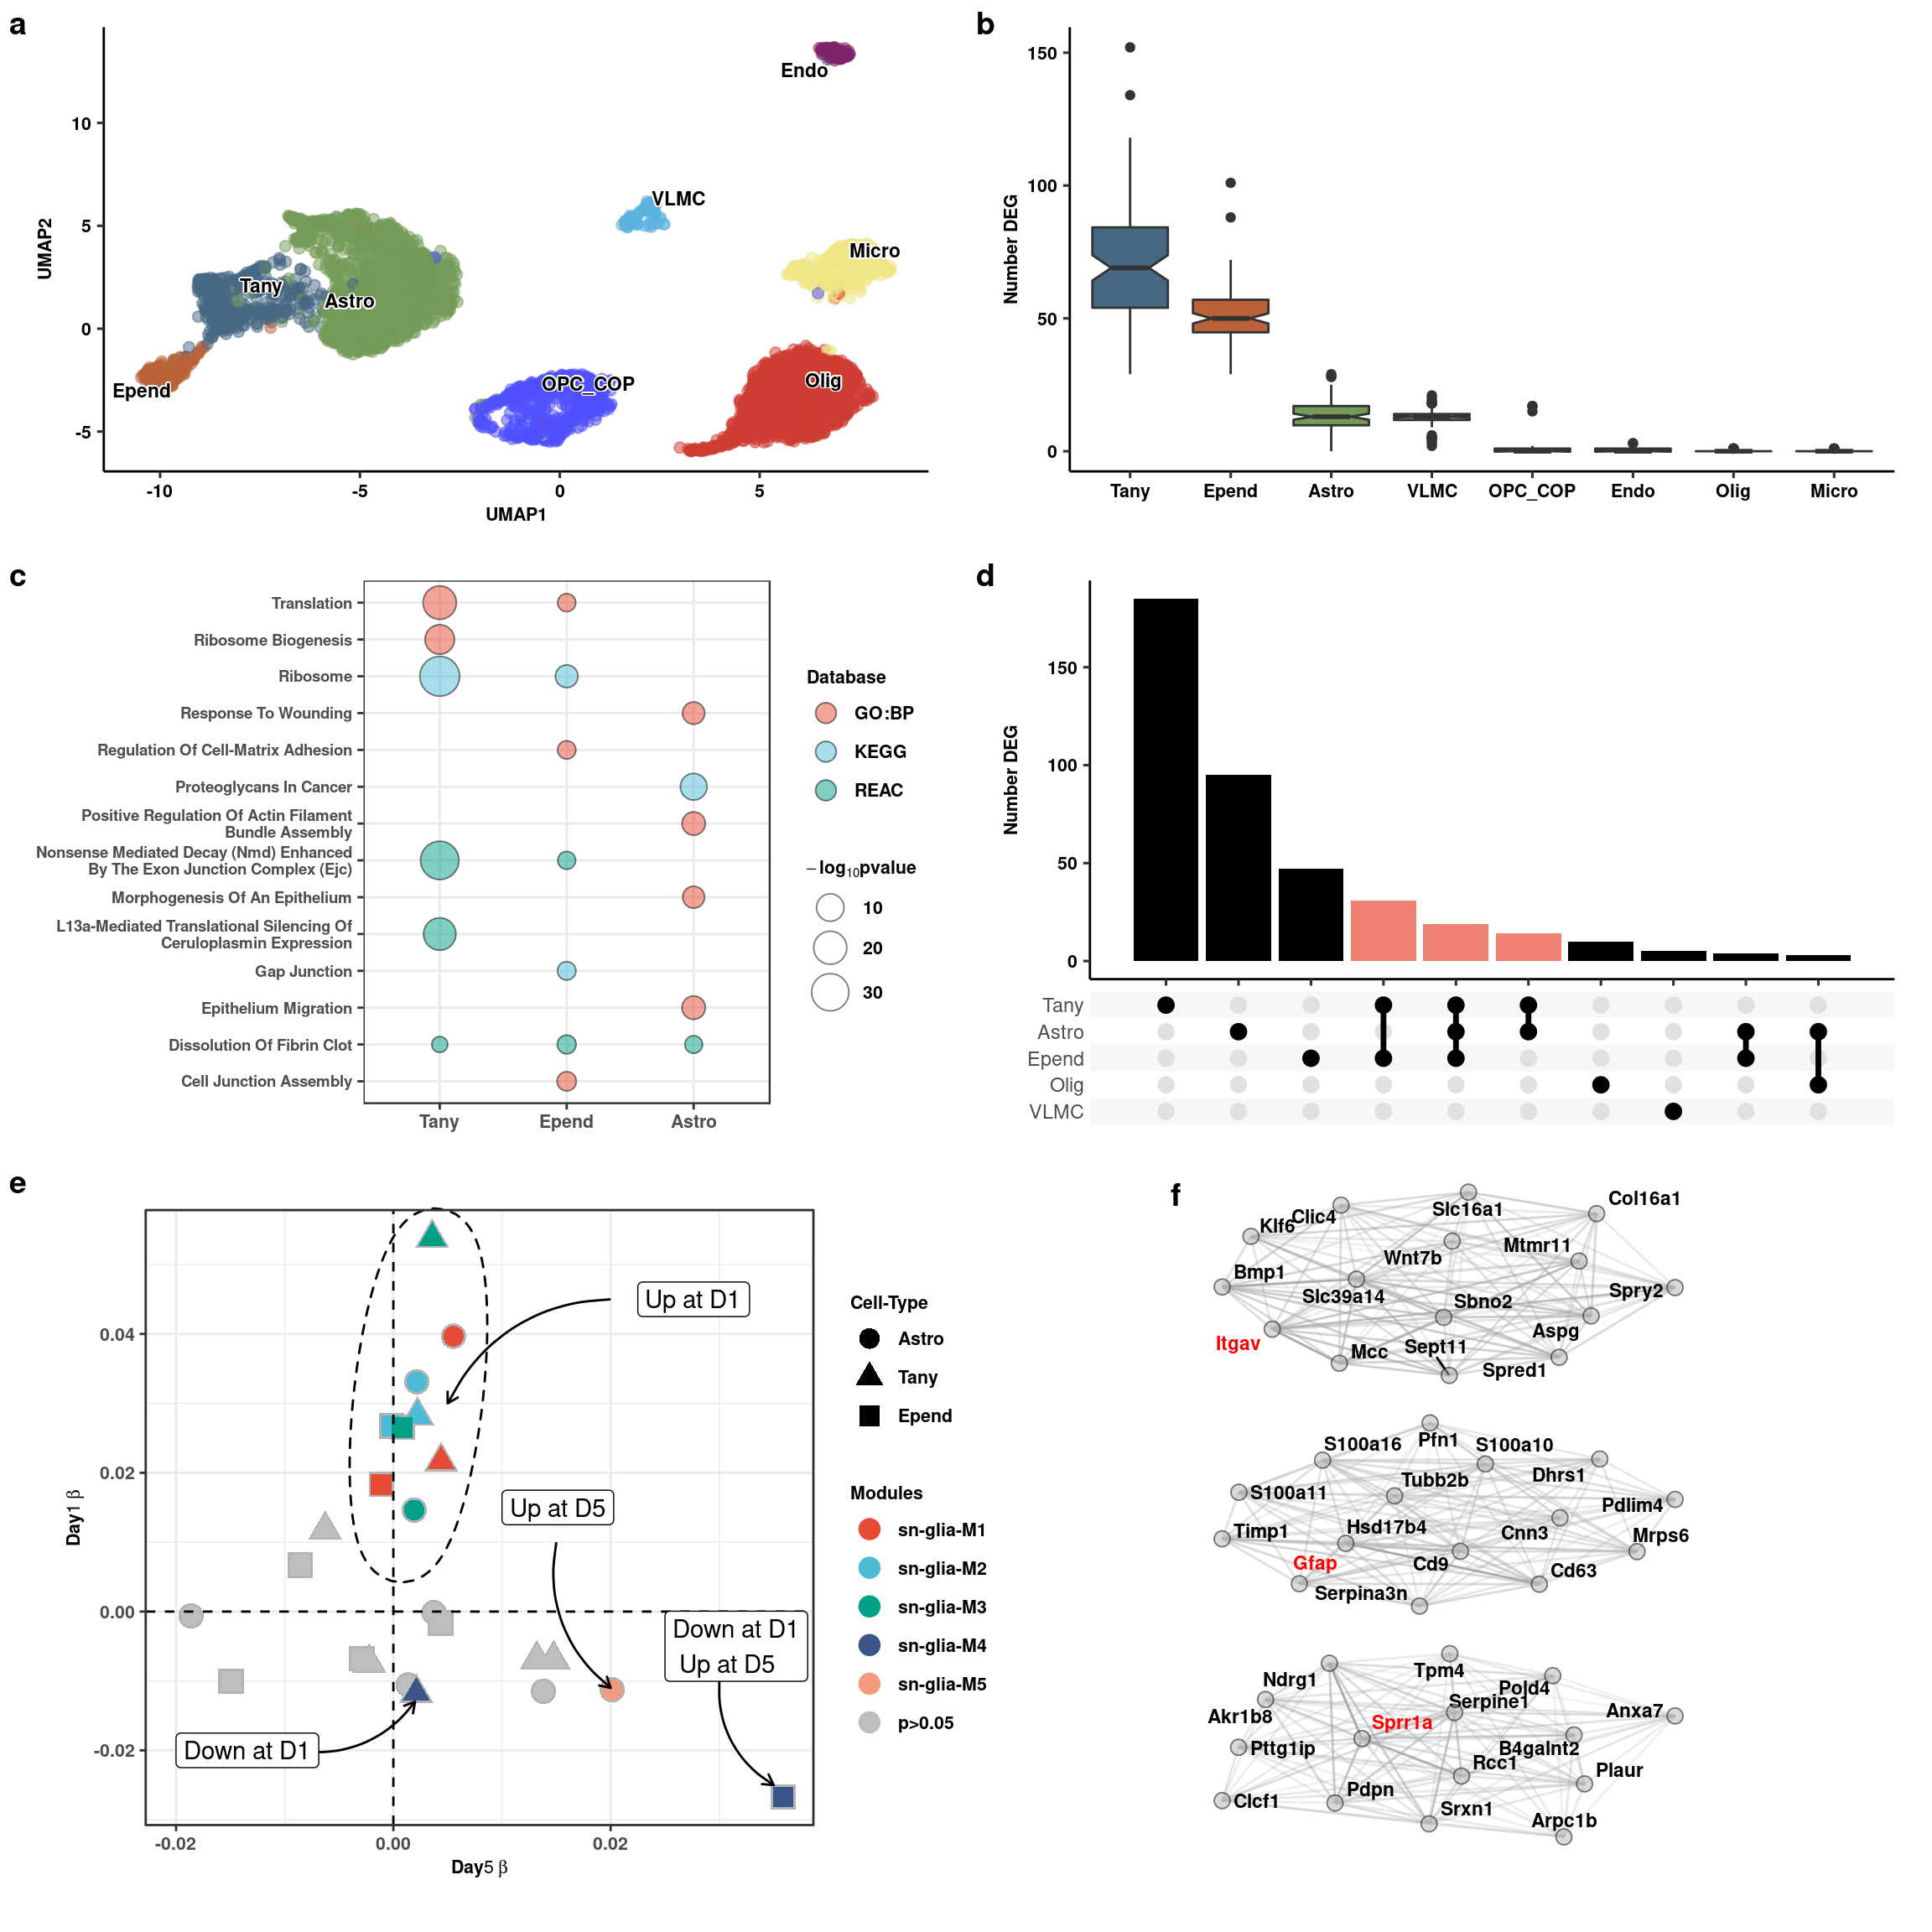 a
Endo
VLMC
Micro
Tany
Astro
Epend
OPC_COP
Olig
10
5
0
-5
UMAP2
-10
-5
0
5
UMAP1
b
150
100
50
0
Number DEG
Tany
Epend
Astro
VLMC
OPC_COP
Endo
Olig
Micro
c
Translation
Ribosome Biogenesis
Ribosome
Response To Wounding
Regulation Of Cell-Matrix Adhesion
Proteoglycans In Cancer
Positive Regulation Of Actin Filament
Bundle Assembly
Nonsense Mediated Decay (Nmd) Enhanced
By The Exon Junction Complex (Ejc)
Morphogenesis Of An Epithelium
L13a-Mediated Translational Silencing Of
Ceruloplasmin Expression
Gap Junction
Epithelium Migration
Dissolution Of Fibrin Clot
Cell Junction Assembly
Tany
Epend
Astro
Database
GO:BP
KEGG
REAC
−log₁₀pvalue
10
20
30
d
150
100
50
0
Number DEG
Tany
Astro
Epend
Olig
VLMC
e
0.04
0.02
0.00
-0.02
Day1 β
Up at D1
Up at D5
Down at D1
Up at D5
Down at D1
-0.02
0.00
0.02
Day5 β
Cell-Type
Astro
Tany
Epend
Modules
sn-glia-M1
sn-glia-M2
sn-glia-M3
sn-glia-M4
sn-glia-M5
p>0.05
f
Col16a1
Slc16a1
Clic4
Klf6
Mtmr11
Wnt7b
Bmp1
Spry2
Slc39a14
Sbno2
Aspg
Itgav
Sept11
Mcc
Spred1
Pfn1
S100a16
S100a10
Dhrs1
Tubb2b
S100a11
Pdlim4
Hsd17b4
Timp1
Cnn3
Mrps6
Gfap
Cd9
Cd63
Serpina3n
Tpm4
Ndrg1
Pold4
Serpine1
Anxa7
Akr1b8
Sprr1a
Pttg1ip
B4galnt2
Rcc1
Plaur
Pdpn
Clcf1
Srxn1
Arpc1b